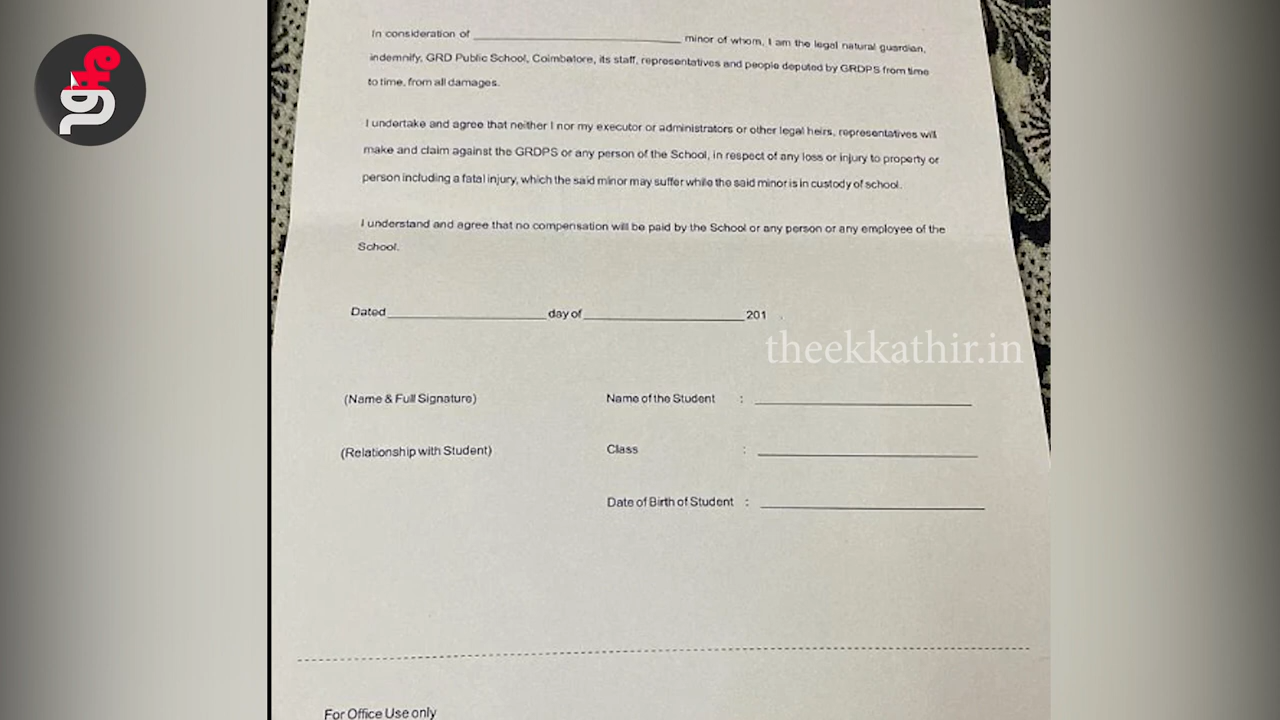 In consideration of ____________________ minor of whom, I am the legal natural guardian,
indemnify, GRD Public School, Coimbatore, its staff, representatives and people deputed by GRDPS from time
to time, from all damages.
I undertake and agree that neither I nor my executor or administrators or other legal heirs, representatives will
make and claim against the GRDPS or any person of the School, in respect of any loss or injury to property or
person including a fatal injury, which the said minor may suffer while the said minor is in custody of school.
I understand and agree that no compensation will be paid by the School or any person or any employee of the
School.
Dated____________________day of____________________201
theekkathir.in
(Name & Full Signature) Name of the Student : ____________________
(Relationship with Student) Class : ____________________
Date of Birth of Student : ____________________
For Office Use only